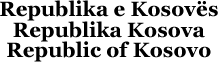 Republika e Kosovës
Republika Kosova
Republic of Kosovo